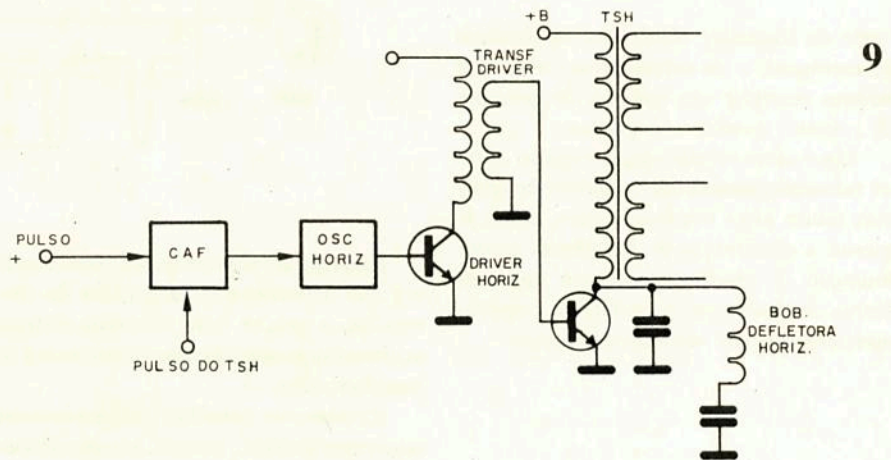 +B
TSH
9
TRANSF
DRIVER
PULSO
+
CAF
OSC
HORIZ
DRIVER
HORIZ
PULSO DO TSH
BOB.
DEFLETORA
HORIZ.